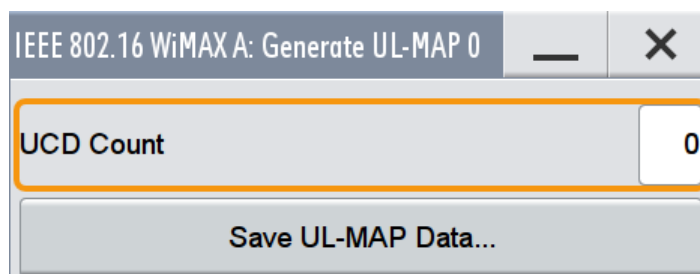 IEEE 802.16 WiMAX A: Generate UL-MAP 0
UCD Count 0
Save UL-MAP Data...